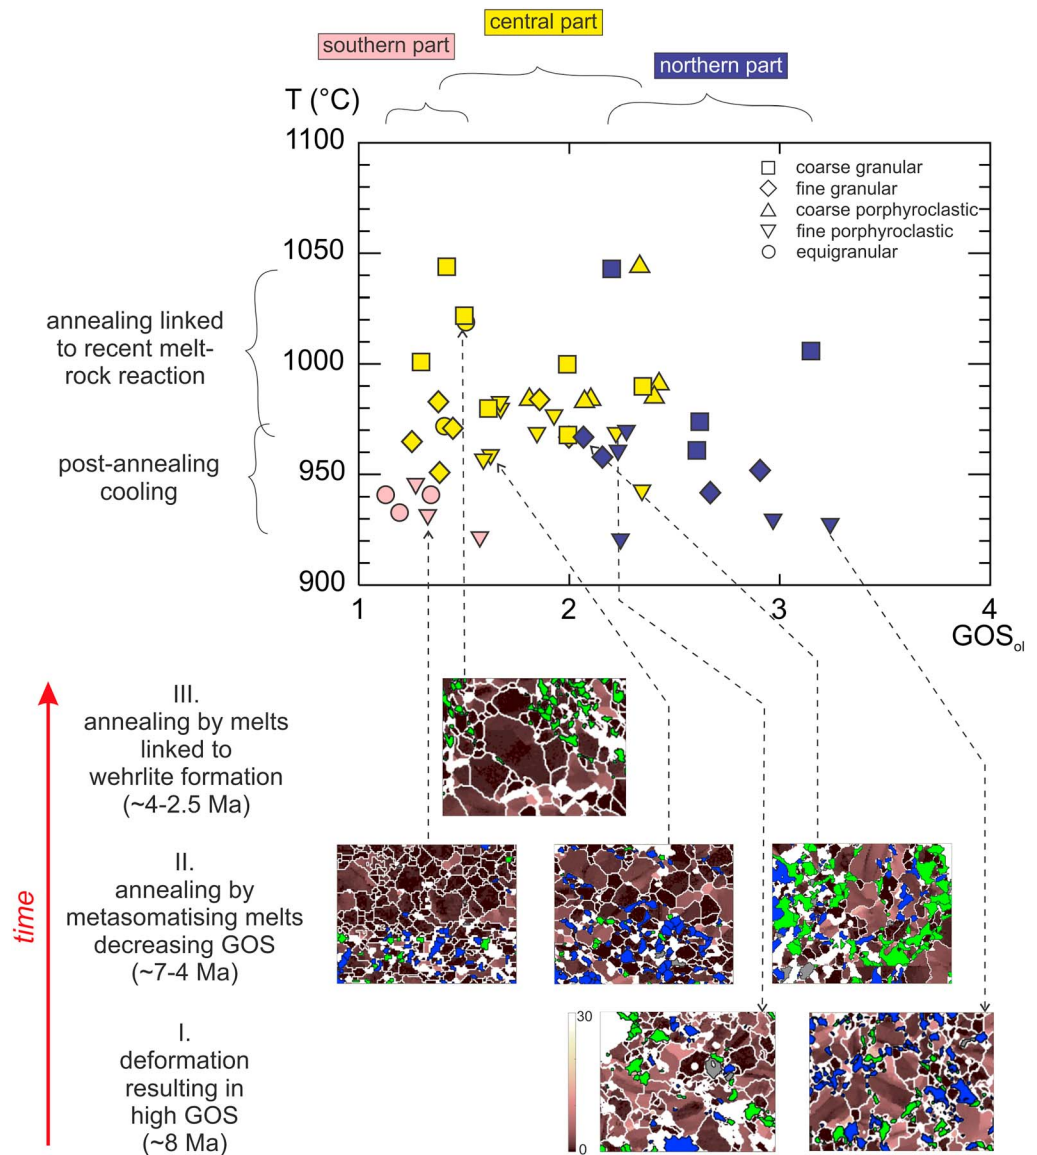 central part
southern part
northern part
T (°C)
1100
1050
1000
950
900
coarse granular
fine granular
coarse porphyroclastic
fine porphyroclastic
equigranular
annealing linked
to recent melt-
rock reaction
post-annealing
cooling
1
2
3
4
GOSol
time
III.
annealing by melts
linked to
wehrlite formation
(~4-2.5 Ma)
II.
annealing by
metasomatising melts
decreasing GOS
(~7-4 Ma)
I.
deformation
resulting in
high GOS
(~8 Ma)
30
0